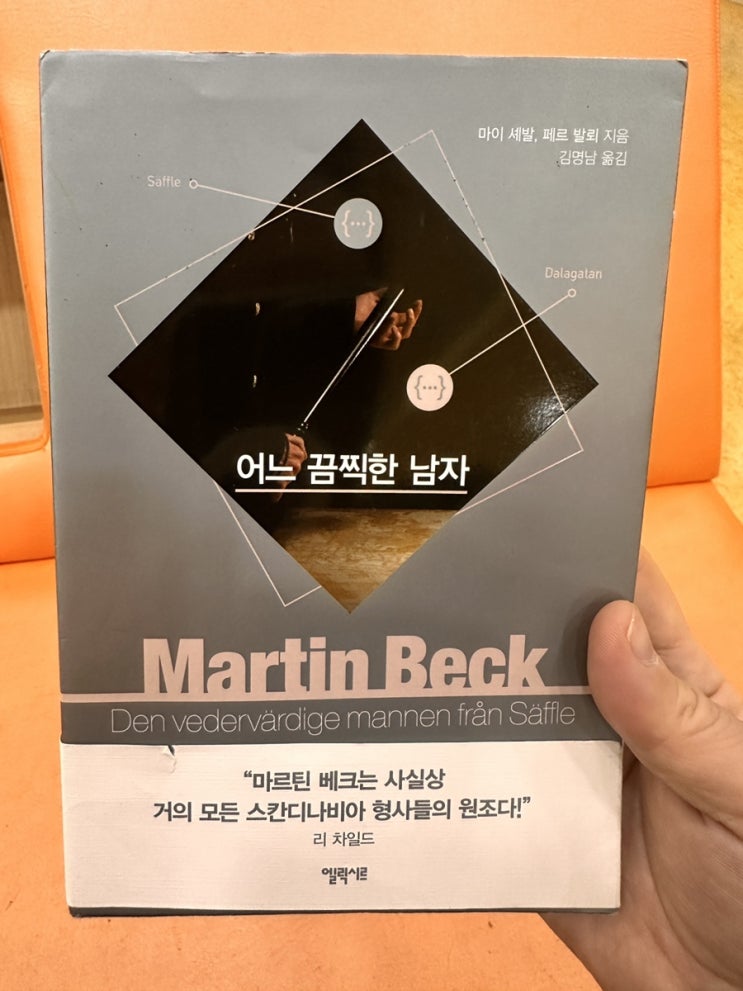 마이 셰발, 페르 발뢰 지음
김명남 옮김
Säffle
{···}
Dalagatan
{···}
어느 끔찍한 남자
Martin Beck
Den vedervärdige mannen från Säffle
“마르틴 베크는 사실상
거의 모든 스칸디나비아 형사들의 원조다!”
리 차일드
엘릭시르